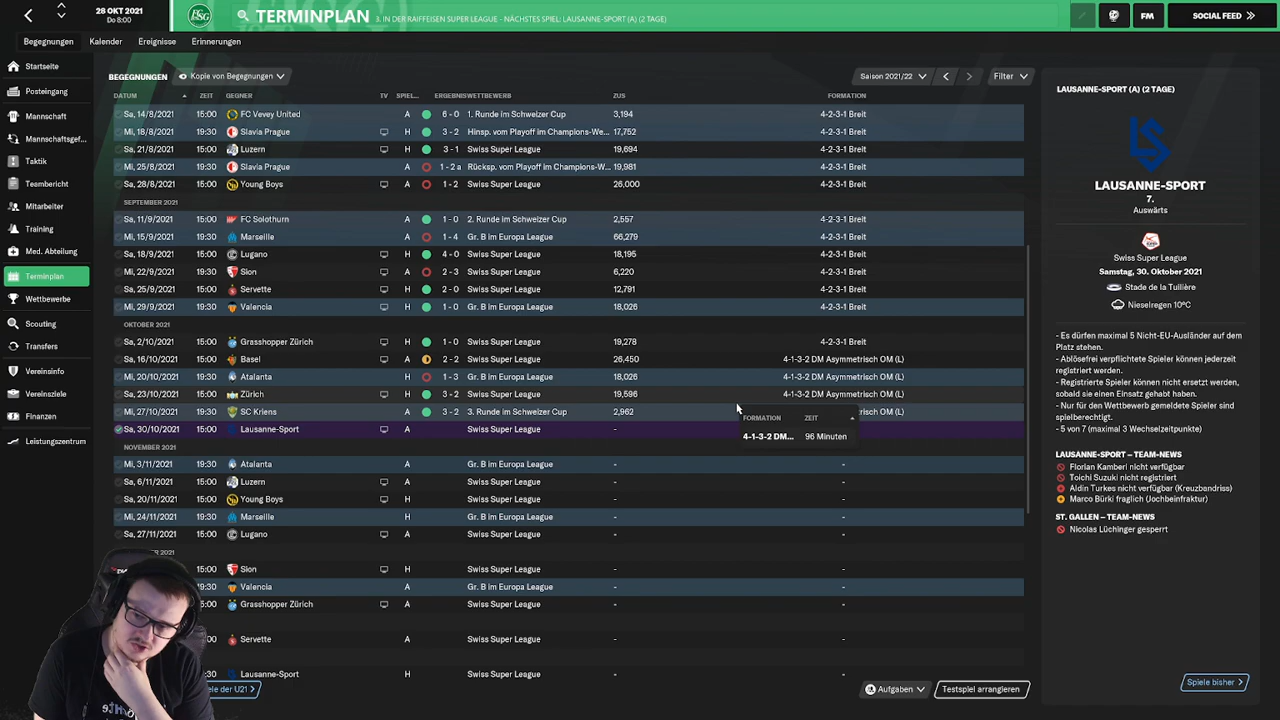 28 OKT 2021
Do 8:00
TERMINPLAN
3. IN DER RAIFFEISEN SUPER LEAGUE - NÄCHSTES SPIEL: LAUSANNE-SPORT (A) (2 TAGE)
FM
SOCIAL FEED
Begegnungen Kalender Ereignisse Erinnerungen
Startseite
Posteingang
Mannschaft
Mannschaftsgef...
Taktik
Teambericht
Mitarbeiter
Training
Med. Abteilung
Terminplan
Wettbewerbe
Scouting
Transfers
Vereinsinfo
Vereinsziele
Finanzen
Leistungszentrum
BEGEGNUNGEN Kopie von Begegnungen Saison 2021/22 Filter
DATUM ZEIT GEGNER TV SPIEL... ERGEBNIS WETTBEWERB ZUS FORMATION
Sa, 14/8/2021 15:00 FC Vevey United A 6 - 0 1. Runde im Schweizer Cup 3,194 4-2-3-1 Breit
Mi, 18/8/2021 19:30 Slavia Prague H 3 - 2 Hinsp. vom Playoff im Champions-We... 17,752 4-2-3-1 Breit
Sa, 21/8/2021 15:00 Luzern H 3 - 1 Swiss Super League 19,694 4-2-3-1 Breit
Mi, 25/8/2021 19:30 Slavia Prague A 1 - 2 a Rücksp. vom Playoff im Champions-W... 19,981 4-2-3-1 Breit
Sa, 28/8/2021 15:00 Young Boys A 1 - 2 Swiss Super League 26,000 4-2-3-1 Breit
SEPTEMBER 2021
Sa, 11/9/2021 15:00 FC Solothurn A 1 - 0 2. Runde im Schweizer Cup 2,557 4-2-3-1 Breit
Mi, 15/9/2021 19:30 Marseille A 1 - 4 Gr. B im Europa League 66,279 4-2-3-1 Breit
Sa, 18/9/2021 15:00 Lugano H 4 - 0 Swiss Super League 18,195 4-2-3-1 Breit
Mi, 22/9/2021 19:30 Sion A 2 - 3 Swiss Super League 6,220 4-2-3-1 Breit
Sa, 25/9/2021 15:00 Servette H 2 - 0 Swiss Super League 12,791 4-2-3-1 Breit
Mi, 29/9/2021 19:30 Valencia H 1 - 0 Gr. B im Europa League 18,026 4-2-3-1 Breit
OKTOBER 2021
Sa, 2/10/2021 15:00 Grasshopper Zürich H 1 - 0 Swiss Super League 19,278 4-2-3-1 Breit
Sa, 16/10/2021 15:00 Basel A 2 - 2 Swiss Super League 26,450 4-1-3-2 DM Asymmetrisch OM (L)
Mi, 20/10/2021 19:30 Atalanta H 1 - 3 Gr. B im Europa League 18,026 4-1-3-2 DM Asymmetrisch OM (L)
Sa, 23/10/2021 15:00 Zürich H 3 - 2 Swiss Super League 19,596 4-1-3-2 DM Asymmetrisch OM (L)
Mi, 27/10/2021 19:30 SC Kriens A 3 - 2 3. Runde im Schweizer Cup 2,962 risch OM (L)
FORMATION ZEIT
4-1-3-2 DM... 96 Minuten
Sa, 30/10/2021 15:00 Lausanne-Sport A Swiss Super League -
NOVEMBER 2021
Mi, 3/11/2021 19:30 Atalanta A Gr. B im Europa League - -
Sa, 6/11/2021 15:00 Luzern A Swiss Super League - -
Sa, 20/11/2021 15:00 Young Boys H Swiss Super League - -
Mi, 24/11/2021 19:30 Marseille H Gr. B im Europa League - -
Sa, 27/11/2021 15:00 Lugano A Swiss Super League - -
2021
15:00 Sion H Swiss Super League - -
9:30 Valencia A Gr. B im Europa League - -
5:00 Grasshopper Zürich A Swiss Super League - -
Servette A Swiss Super League - -
:30 Lausanne-Sport H Swiss Super League - -
ele der U21
Aufgaben Testspiel arrangieren
LAUSANNE-SPORT (A) (2 TAGE)
LAUSANNE-SPORT
7.
Auswärts
Swiss Super League
Samstag, 30. Oktober 2021
Stade de la Tuilière
Nieselregen 10°C
- Es dürfen maximal 5 Nicht-EU-Ausländer auf dem
Platz stehen.
- Ablösefrei verpflichtete Spieler können jederzeit
registriert werden.
- Registrierte Spieler können nicht ersetzt werden,
sobald sie einen Einsatz gehabt haben.
- Nur für den Wettbewerb gemeldete Spieler sind
spielberechtigt.
- 5 von 7 (maximal 3 Wechselzeitpunkte)
LAUSANNE-SPORT – TEAM-NEWS
Florian Kamberi nicht verfügbar
Toichi Suzuki nicht registriert
Aldin Turkes nicht verfügbar (Kreuzbandriss)
Marco Bürki fraglich (Jochbeinfraktur)
ST. GALLEN – TEAM-NEWS
Nicolas Lüchinger gesperrt
Spiele bisher